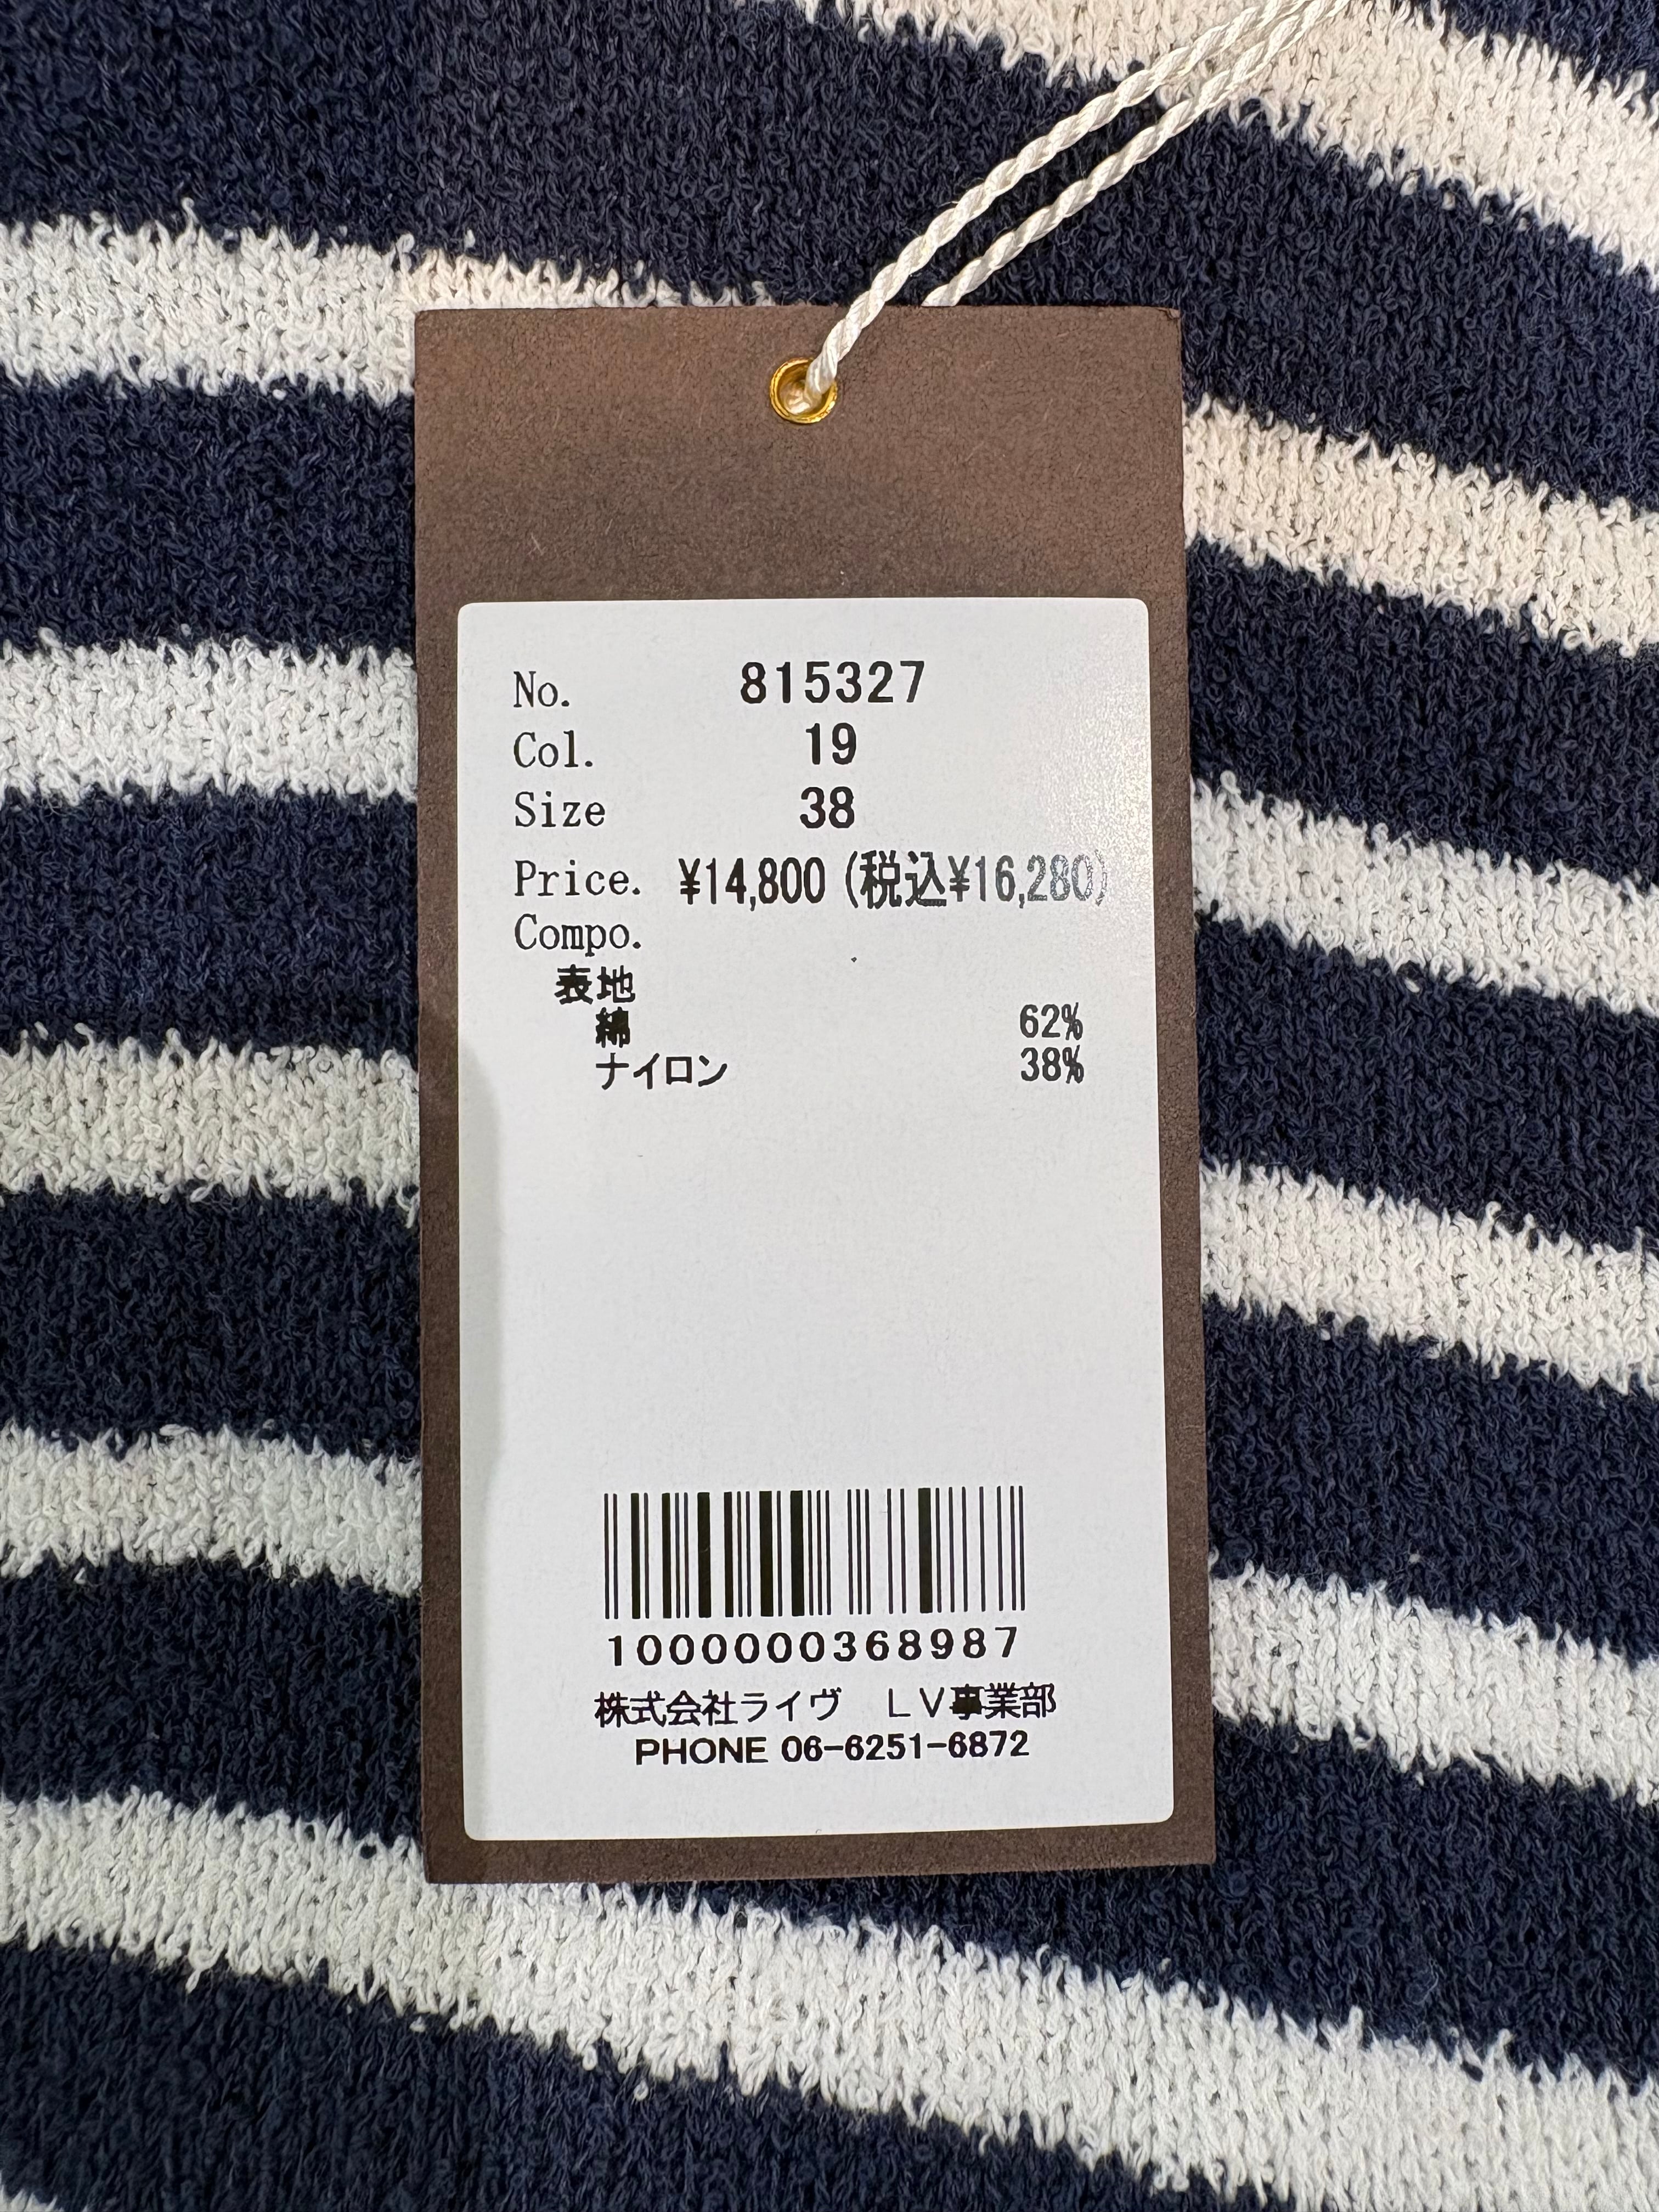 No. 815327
Col. 19
Size 38
Price. ¥14,800 (税込¥16,280)
Compo.
表地
綿 62%
ナイロン 38%
1000000368987
株式会社ライヴ　ＬＶ事業部
PHONE 06-6251-6872